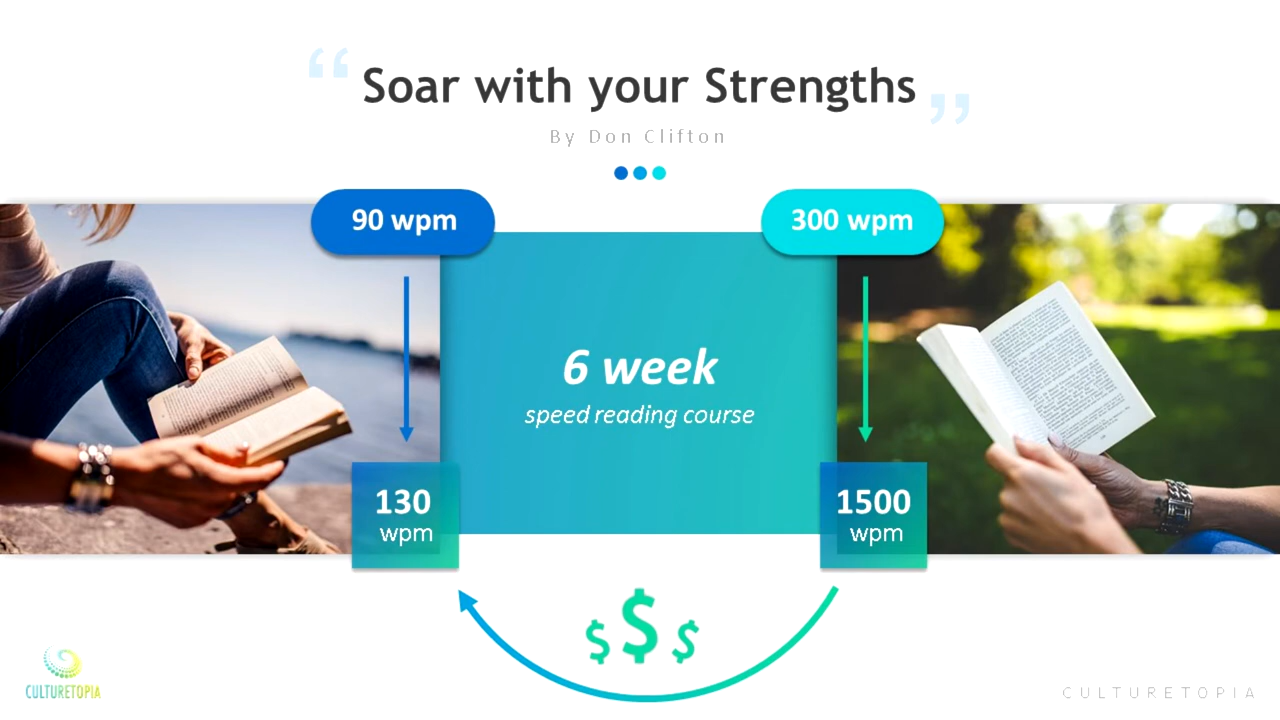 “ Soar with your Strengths ”
By Don Clifton
90 wpm
300 wpm
6 week
speed reading course
130
wpm
1500
wpm
$ $ $
CULTURETOPIA
CULTURETOPIA